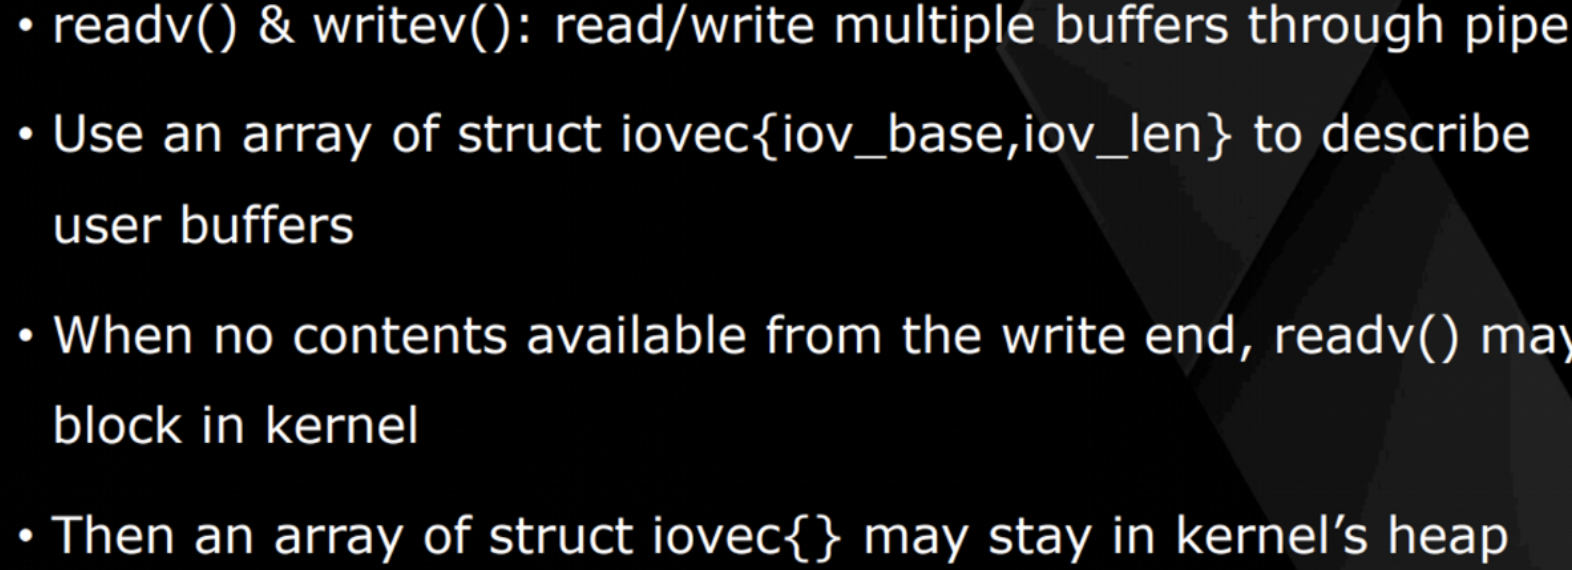 • readv() & writev(): read/write multiple buffers through pipe
• Use an array of struct iovec{iov_base,iov_len} to describe
user buffers
• When no contents available from the write end, readv() may
block in kernel
• Then an array of struct iovec{} may stay in kernel’s heap